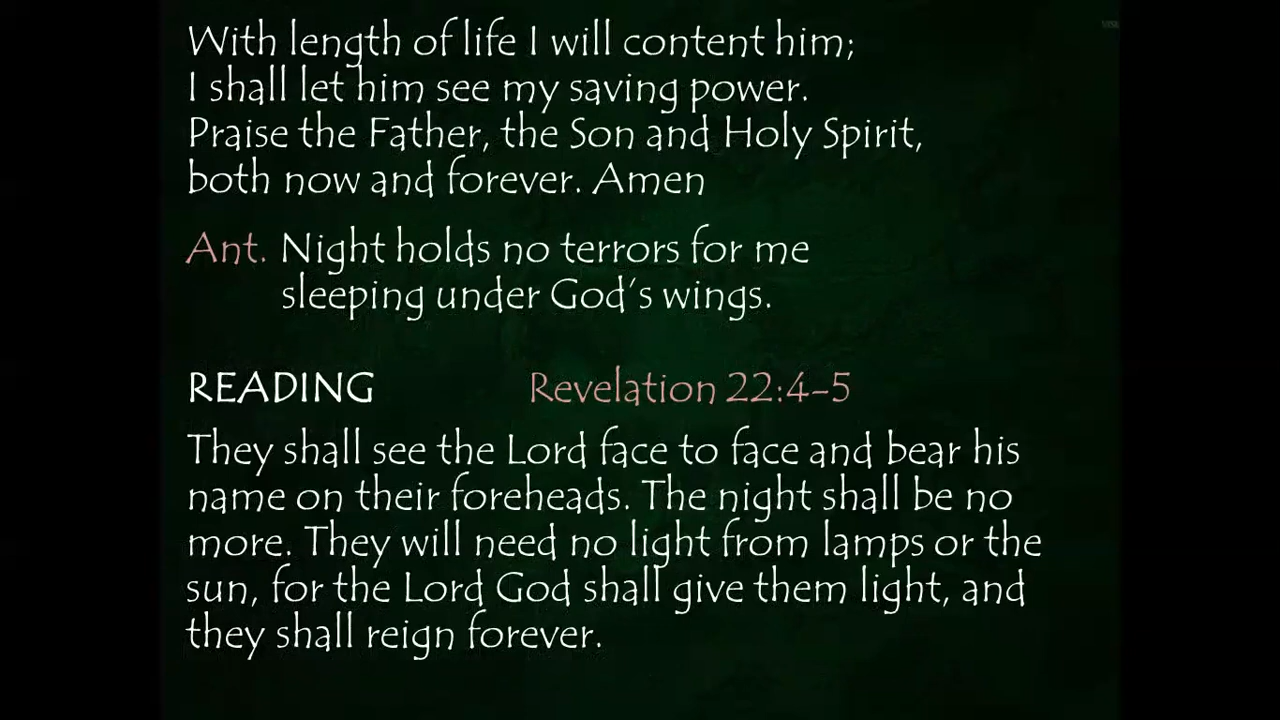 With length of life I will content him;
I shall let him see my saving power.
Praise the Father, the Son and Holy Spirit,
both now and forever. Amen
Ant. Night holds no terrors for me
sleeping under God's wings.
READING Revelation 22:4-5
They shall see the Lord face to face and bear his
name on their foreheads. The night shall be no
more. They will need no light from lamps or the
sun, for the Lord God shall give them light, and
they shall reign forever.